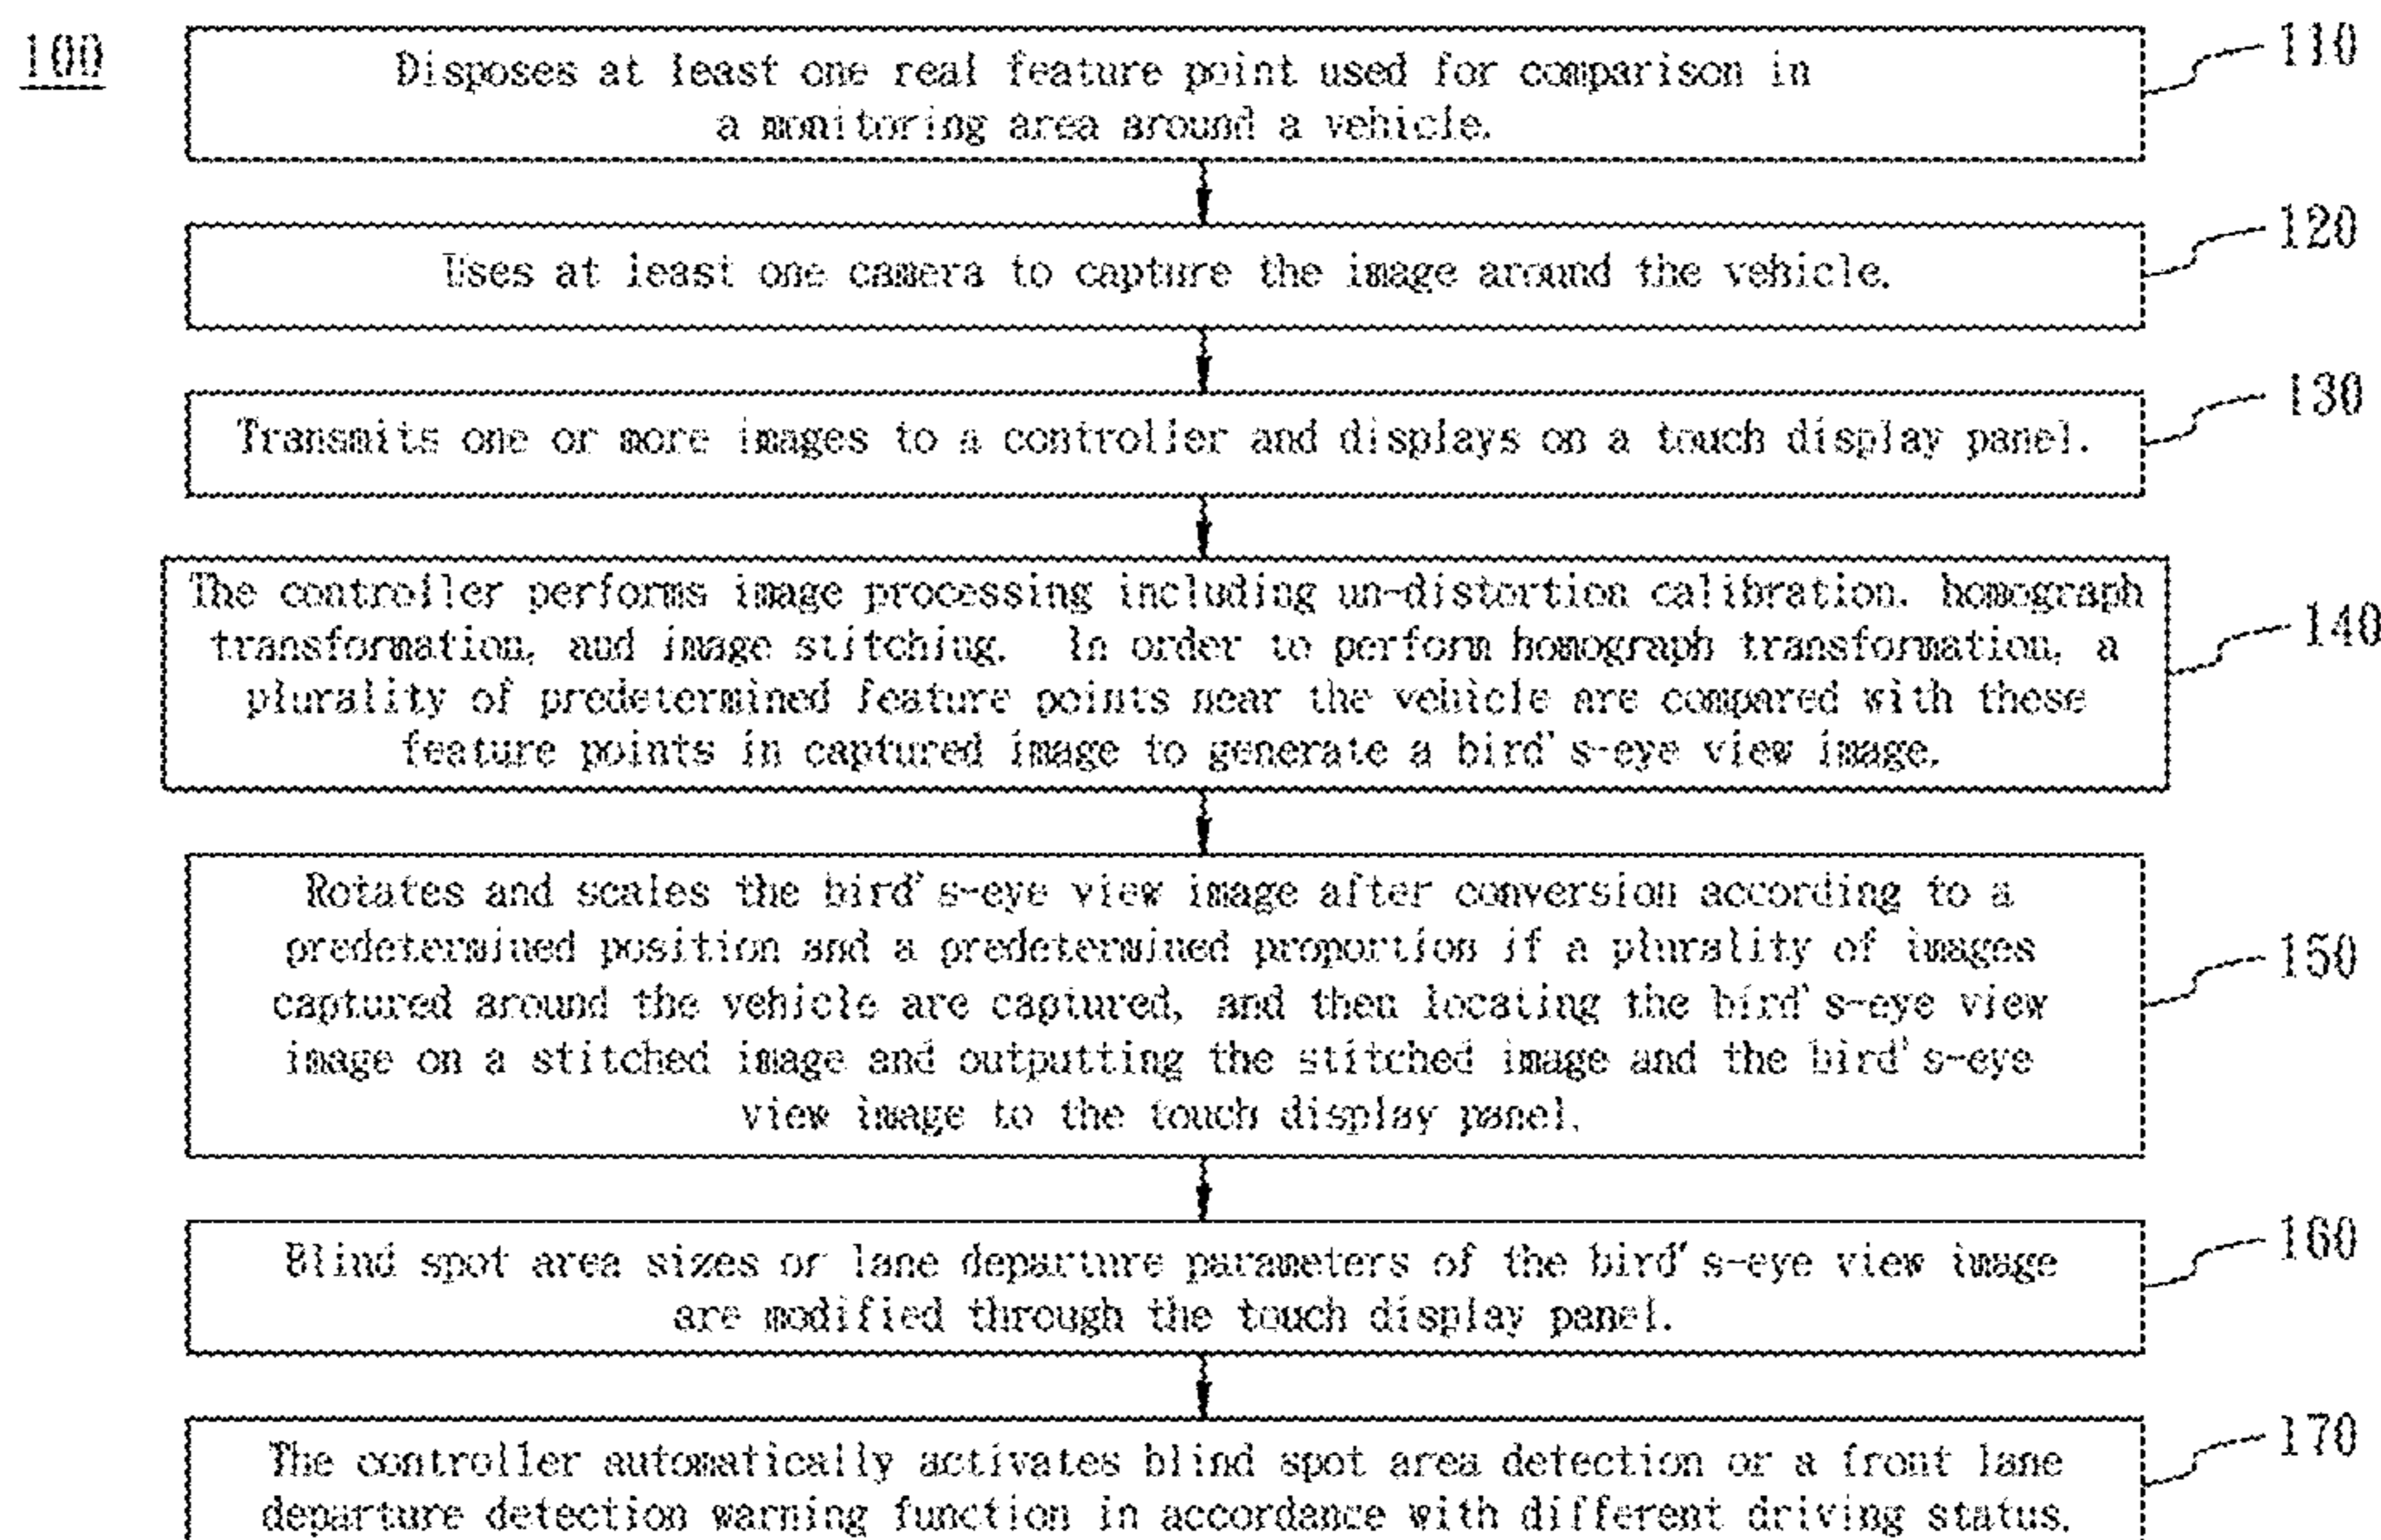 100
110
Disposes at least one real feature point used for comparison in
a monitoring area around a vehicle.
120
Uses at least one camera to capture the image around the vehicle.
130
Transmits one or more images to a controller and displays on a touch display panel.
140
The controller performs image processing including un-distortion calibration, homograph
transformation, and image stitching. In order to perform homograph transformation, a
plurality of predetermined feature points near the vehicle are compared with these
feature points in captured image to generate a bird's-eye view image.
150
Rotates and scales the bird's-eye view image after conversion according to a
predetermined position and a predetermined proportion if a plurality of images
captured around the vehicle are captured, and then locating the bird's-eye view
image on a stitched image and outputting the stitched image and the bird's-eye
view image to the touch display panel.
160
Blind spot area sizes or lane departure parameters of the bird's-eye view image
are modified through the touch display panel.
170
The controller automatically activates blind spot area detection or a front lane
departure detection warning function in accordance with different driving status.